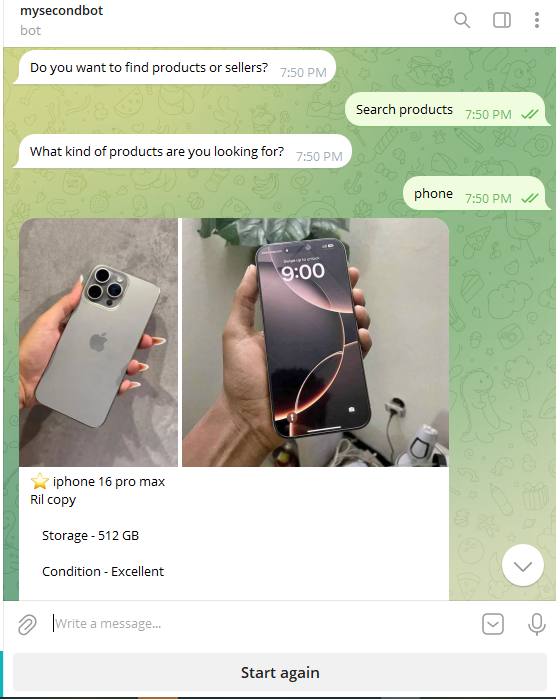 mysecondbot
bot
Do you want to find products or sellers? 7:50 PM
Search products 7:50 PM
What kind of products are you looking for? 7:50 PM
phone 7:50 PM
9:00
⭐ iphone 16 pro max
Ril copy
Storage - 512 GB
Condition - Excellent
Write a message...
Start again